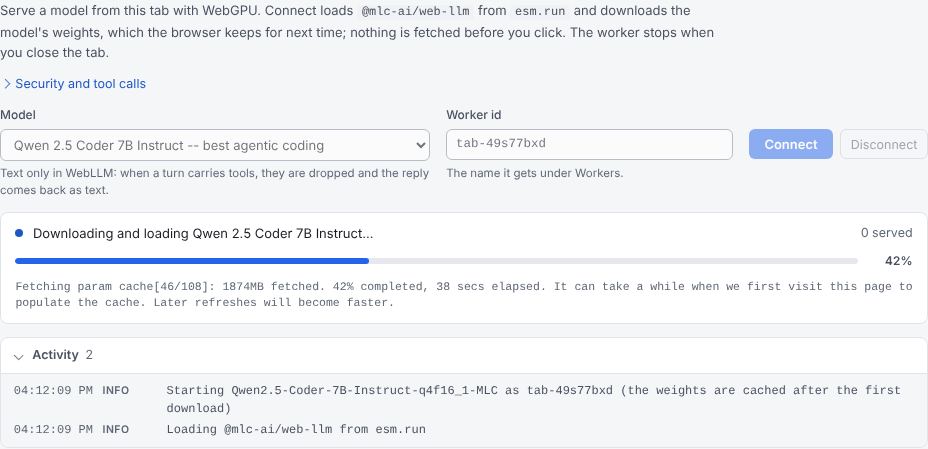 Serve a model from this tab with WebGPU. Connect loads @mlc-ai/web-llm from esm.run and downloads the
model's weights, which the browser keeps for next time; nothing is fetched before you click. The worker stops when
you close the tab.
Security and tool calls
Model
Worker id
Qwen 2.5 Coder 7B Instruct -- best agentic coding
tab-49s77bxd
Connect
Disconnect
Text only in WebLLM: when a turn carries tools, they are dropped and the reply
comes back as text.
The name it gets under Workers.
Downloading and loading Qwen 2.5 Coder 7B Instruct...
0 served
42%
Fetching param cache[46/108]: 1874MB fetched. 42% completed, 38 secs elapsed. It can take a while when we first visit this page to
populate the cache. Later refreshes will become faster.
Activity 2
04:12:09 PM INFO Starting Qwen2.5-Coder-7B-Instruct-q4f16_1-MLC as tab-49s77bxd (the weights are cached after the first
download)
04:12:09 PM INFO Loading @mlc-ai/web-llm from esm.run